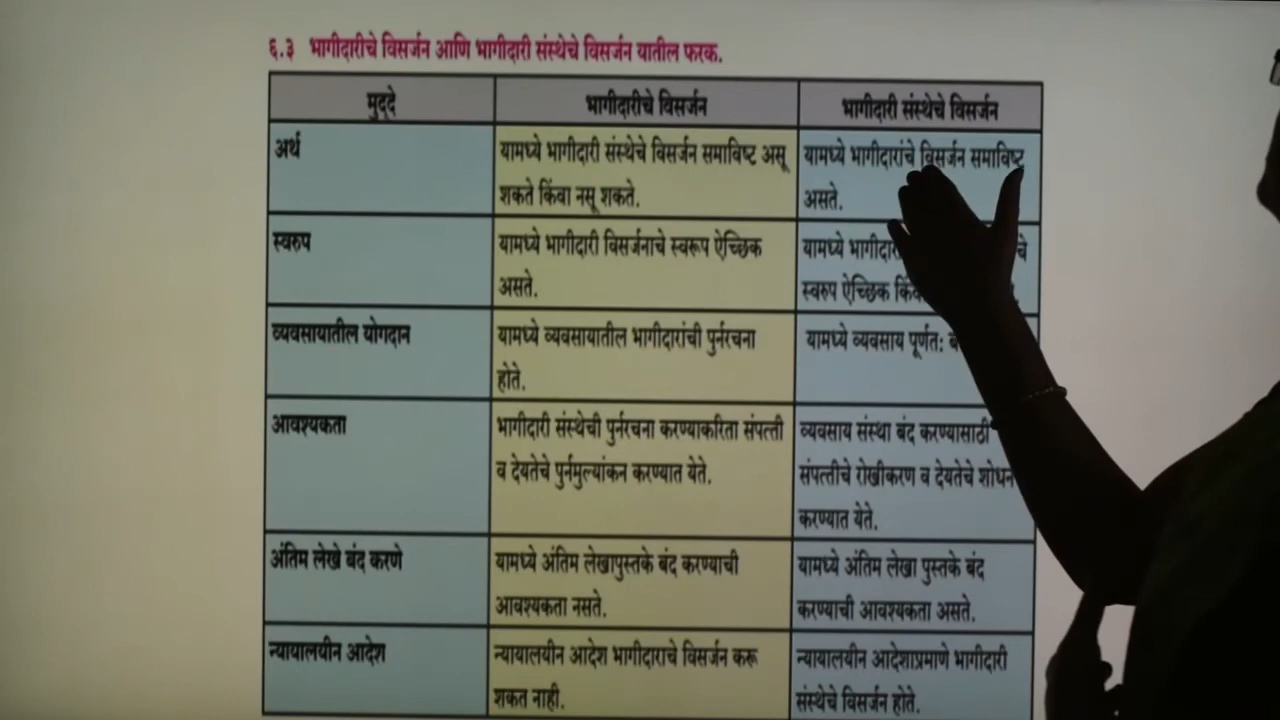 ६.३ भागीदारीचे विसर्जन आणि भागीदारी संस्थेचे विसर्जन यातील फरक.
मुद्‌दे भागीदारीचे विसर्जन भागीदारी संस्थेचे विसर्जन
अर्थ
यामध्ये भागीदारी संस्थेचे विसर्जन समाविष्ट असू
शकते किंवा नसू शकते.
यामध्ये भागीदारांचे विसर्जन समाविष्ट
असते.
स्वरुप
यामध्ये भागीदारी विसर्जनाचे स्वरूप ऐच्छिक
असते.
यामध्ये
स्वरुप ऐच्छिक
व्यवसायातील योगदान
यामध्ये व्यवसायातील भागीदारांची पुर्नरचना
होते.
यामध्ये व्यवसाय पूर्णत:
आवश्यकता
भागीदारी संस्थेची पुर्नरचना करण्याकरिता संपत्ती
व देयतेचे पुर्नमुल्यांकन करण्यात येते.
व्यवसाय संस्था बंद करण्यासाठी
संपत्तीचे रोखीकरण व देयतेचे शोधन
करण्यात येते.
अंतिम लेखे बंद करणे
यामध्ये अंतिम लेखापुस्तके बंद करण्याची
आवश्यकता नसते.
यामध्ये अंतिम लेखा पुस्तके बंद
करण्याची आवश्यकता असते.
न्यायालयीन आदेश
न्यायालयीन आदेश भागीदाराचे विसर्जन करू
शकत नाही.
न्यायालयीन आदेशाप्रमाणे भागीदारी
संस्थेचे विसर्जन होते.